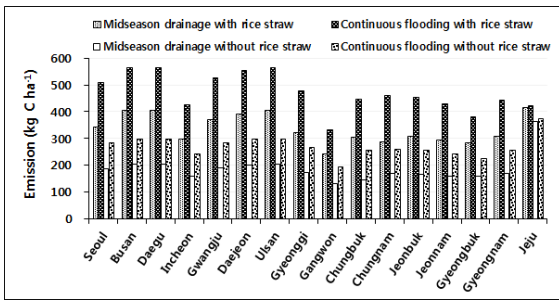 Midseason drainage with rice straw Continuous flooding with rice straw
Midseason drainage without rice straw Continuous flooding without rice straw
Emission (kg C ha⁻¹)
600
500
400
300
200
100
0
Seoul
Busan
Daegu
Incheon
Gwangju
Daejeon
Ulsan
Gyeonggi
Gangwon
Chungbuk
Chungnam
Jeonbuk
Jeonnam
Gyeongbuk
Gyeongnam
Jeju